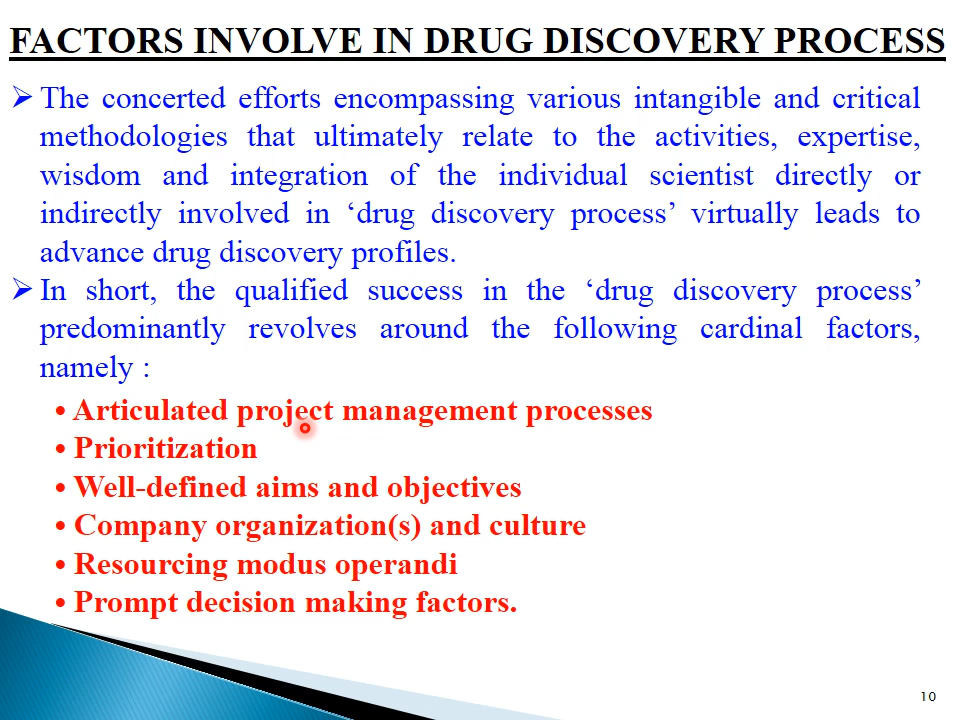 FACTORS INVOLVE IN DRUG DISCOVERY PROCESS
➢ The concerted efforts encompassing various intangible and critical
methodologies that ultimately relate to the activities, expertise,
wisdom and integration of the individual scientist directly or
indirectly involved in ‘drug discovery process’ virtually leads to
advance drug discovery profiles.
➢ In short, the qualified success in the ‘drug discovery process’
predominantly revolves around the following cardinal factors,
namely :
• Articulated project management processes
• Prioritization
• Well-defined aims and objectives
• Company organization(s) and culture
• Resourcing modus operandi
• Prompt decision making factors.
10